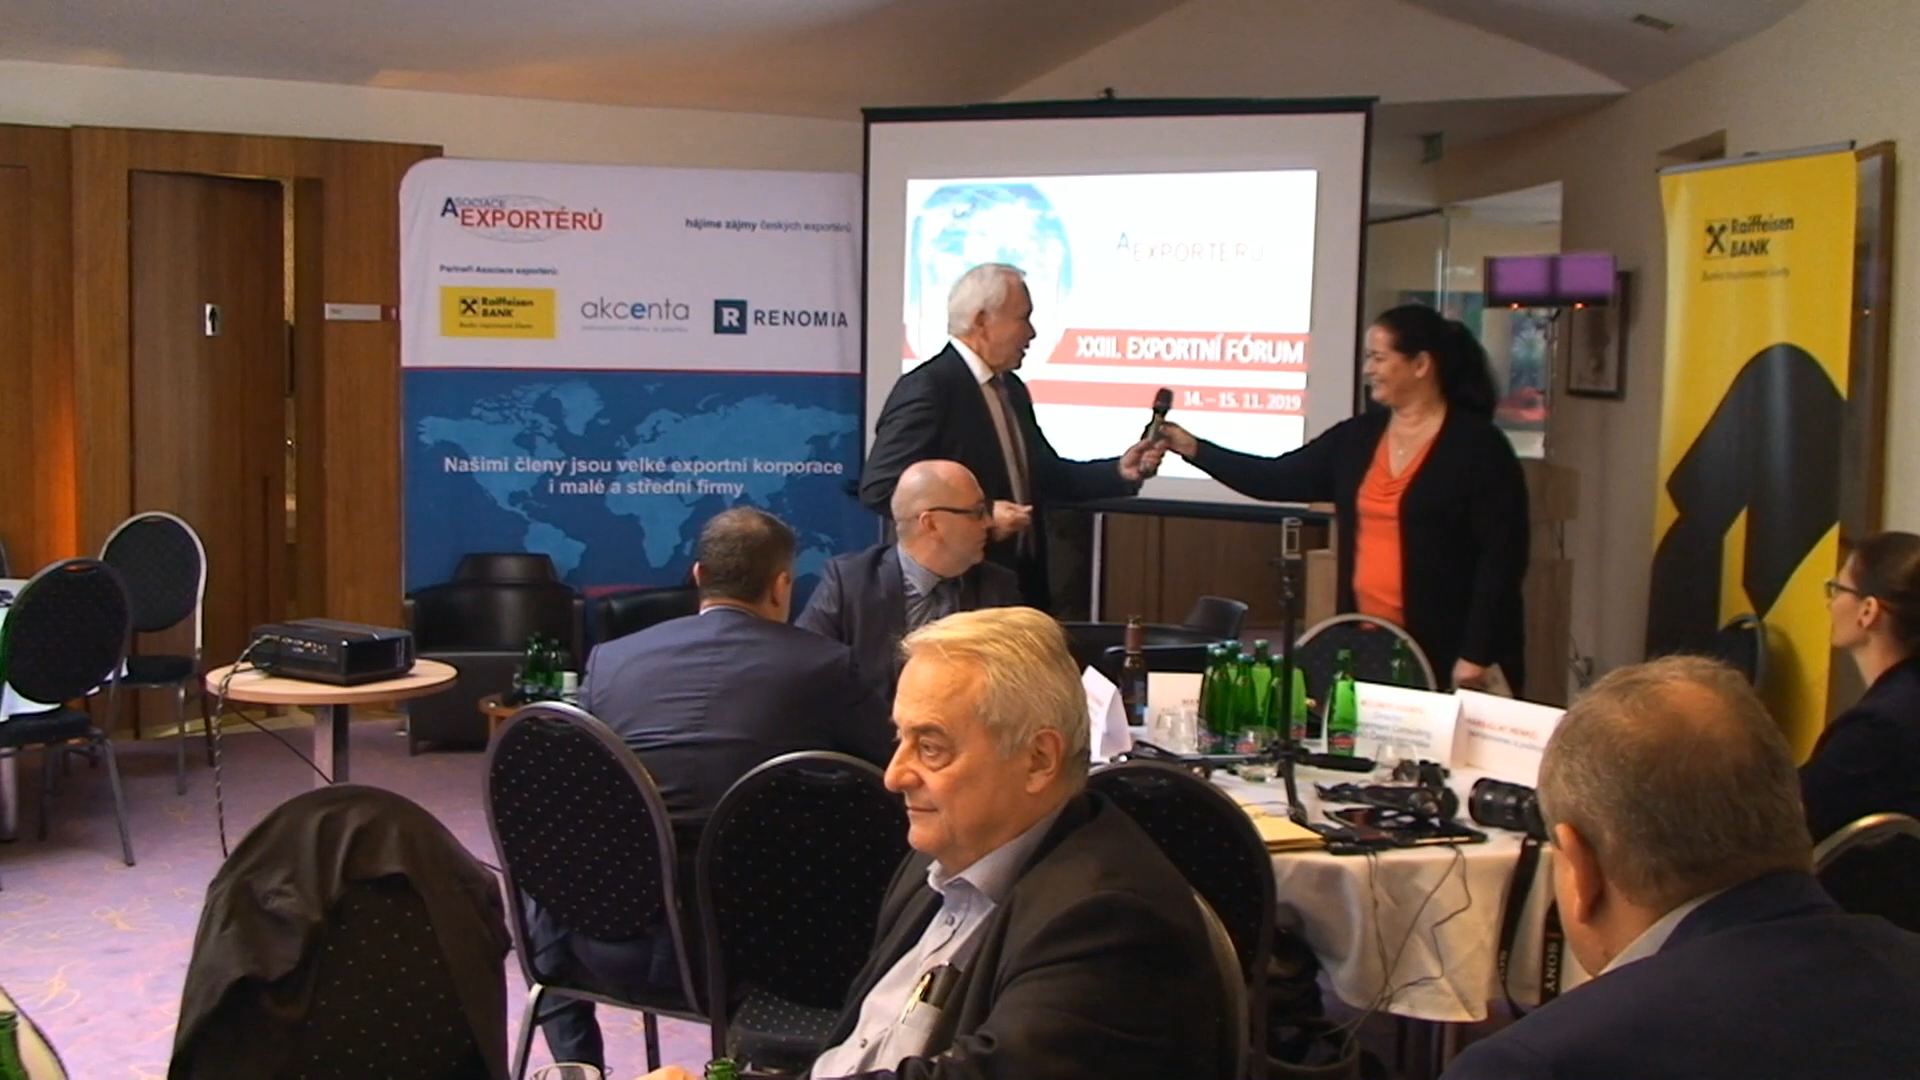 ASOCIACE
EXPORTÉRŮ
hájíme zájmy českých exportérů
Partneři Asociace exportérů:
Raiffeisen
BANK
akcenta
RENOMIA
Našimi členy jsou velké exportní korporace
i malé a střední firmy
A EXPORTÉRŮ
XXIII. EXPORTNÍ FÓRUM
14. – 15. 11. 2019
Raiffeisen
BANK
SONY